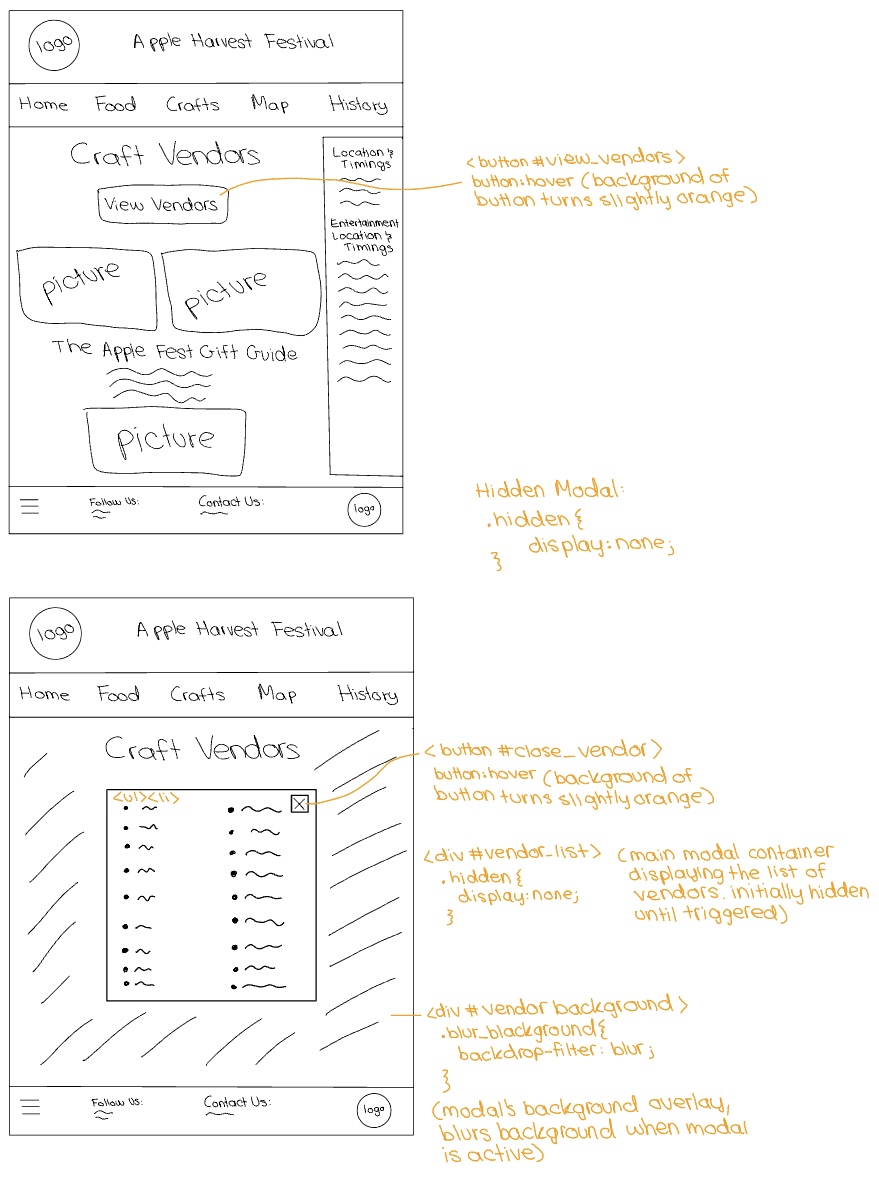 logo
Apple Harvest Festival
Home Food Crafts Map History
Craft Vendors
View Vendors
Location &
Timings
Entertainment
Location &
Timings
<button #view_vendors>
button:hover (background of
button turns slightly orange)
picture
picture
The Apple Fest Gift Guide
picture
Follow Us:
Contact Us:
logo
Hidden Modal:
.hidden {
display:none;
}
logo
Apple Harvest Festival
Home Food Crafts Map History
Craft Vendors
<ul><li>
<button #close_vendor>
button:hover (background of
button turns slightly orange)
<div #vendor_list>
.hidden {
display:none;
}
(main modal container
displaying the list of
vendors. initially hidden
until triggered)
<div #vendor background>
.blur_blackground{
backdrop-filter: blur;
}
(modal's background overlay,
blurs background when modal
is active)
Follow Us:
Contact Us:
logo